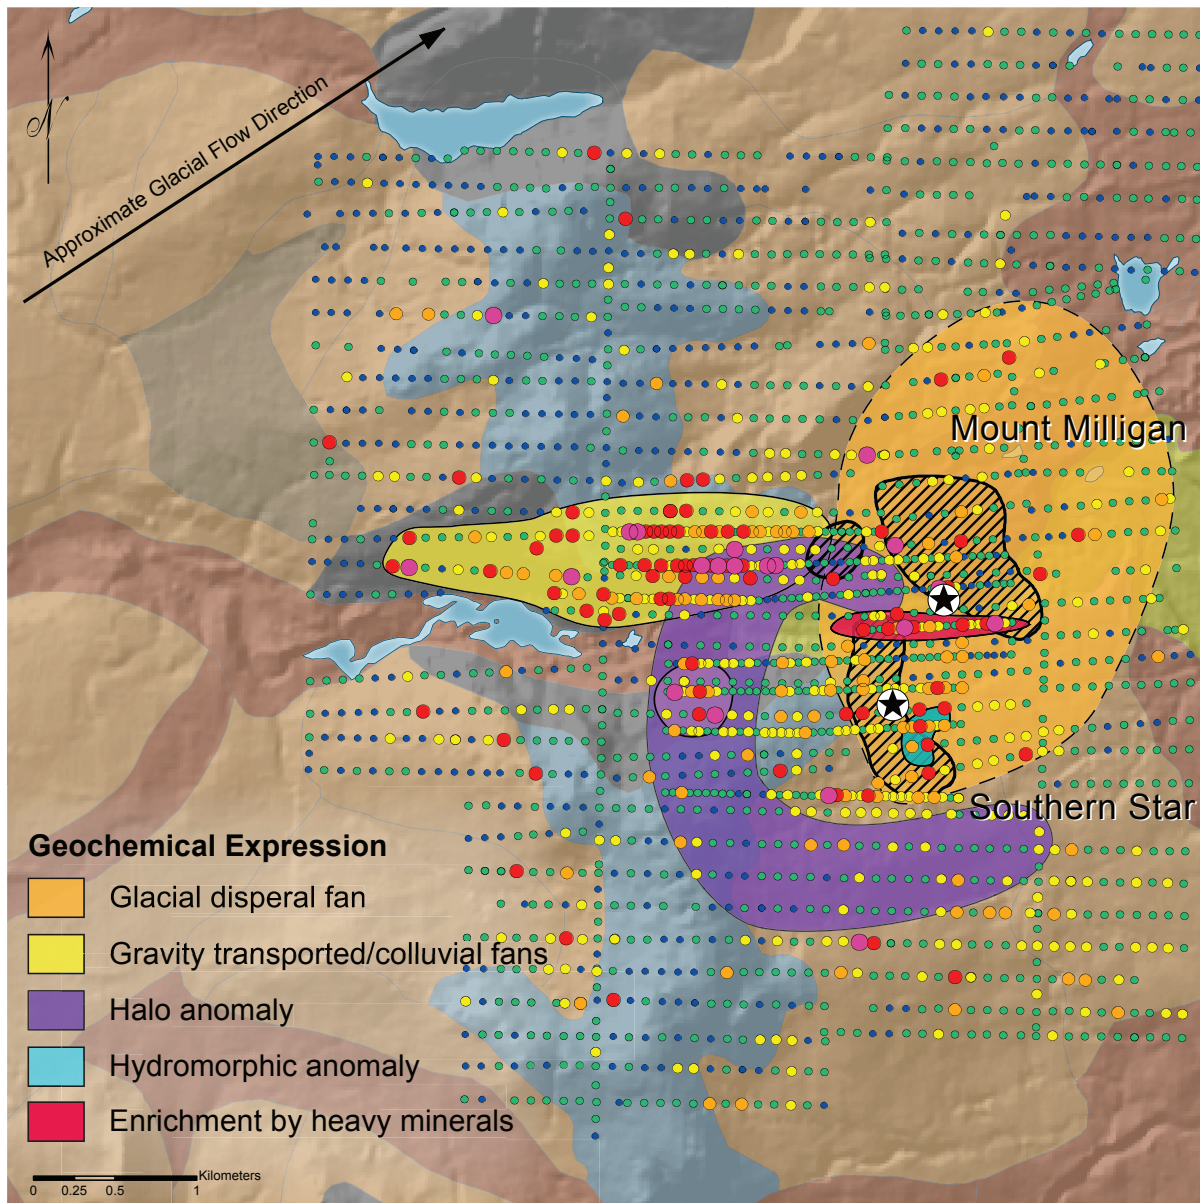 N
Approximate Glacial Flow Direction
Mount Milligan
Southern Star
Geochemical Expression
Glacial disperal fan
Gravity transported/colluvial fans
Halo anomaly
Hydromorphic anomaly
Enrichment by heavy minerals
Kilometers
0 0.25 0.5 1